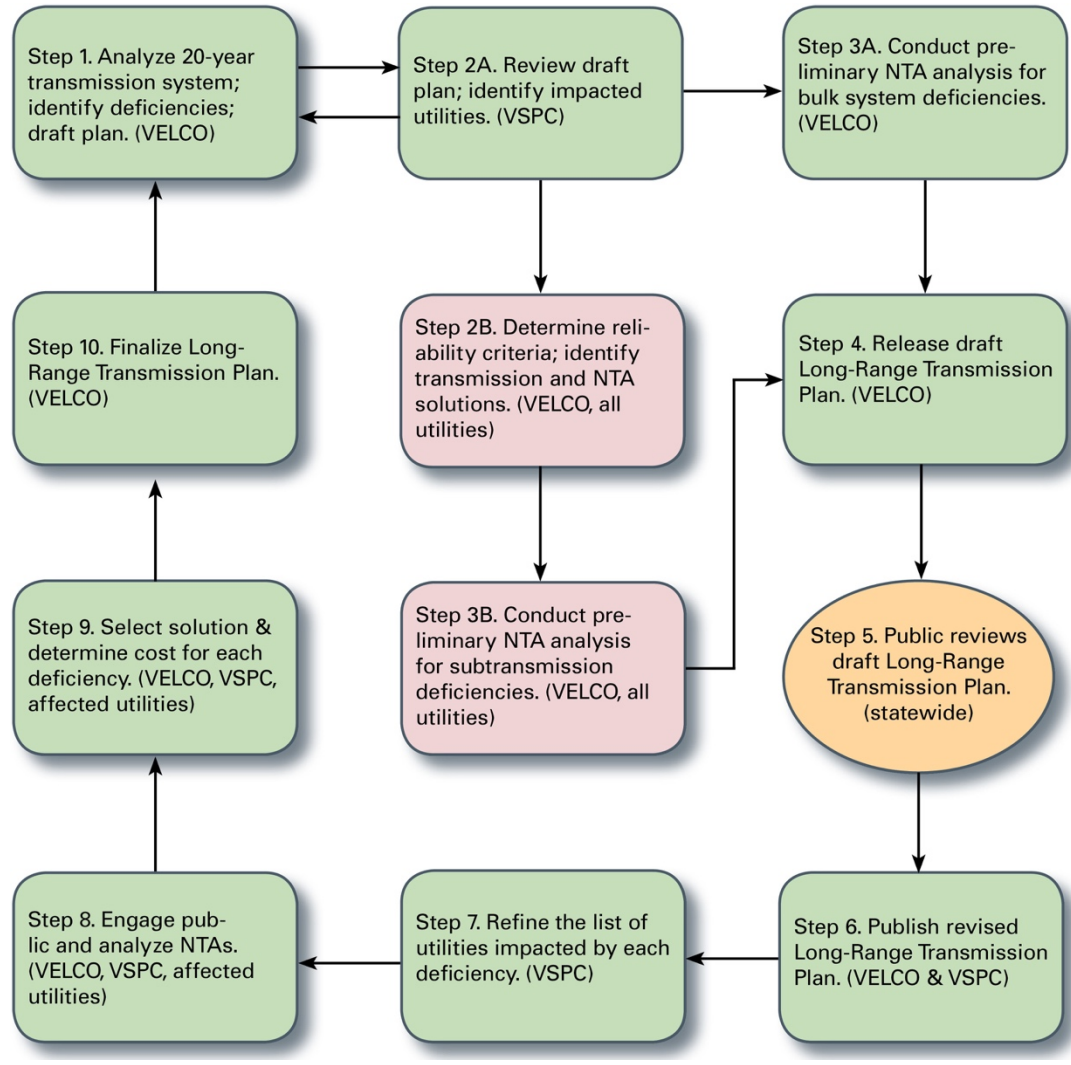 Step 1. Analyze 20-year
transmission system;
identify deficiencies;
draft plan. (VELCO)
Step 2A. Review draft
plan; identify impacted
utilities. (VSPC)
Step 3A. Conduct pre-
liminary NTA analysis for
bulk system deficiencies.
(VELCO)
Step 10. Finalize Long-
Range Transmission Plan.
(VELCO)
Step 2B. Determine reli-
ability criteria; identify
transmission and NTA
solutions. (VELCO, all
utilities)
Step 4. Release draft
Long-Range Transmission
Plan. (VELCO)
Step 9. Select solution &
determine cost for each
deficiency. (VELCO, VSPC,
affected utilities)
Step 3B. Conduct pre-
liminary NTA analysis
for subtransmission
deficiencies. (VELCO, all
utilities)
Step 5. Public reviews
draft Long-Range
Transmission Plan.
(statewide)
Step 8. Engage pub-
lic and analyze NTAs.
(VELCO, VSPC, affected
utilities)
Step 7. Refine the list of
utilities impacted by each
deficiency. (VSPC)
Step 6. Publish revised
Long-Range Transmission
Plan. (VELCO & VSPC)